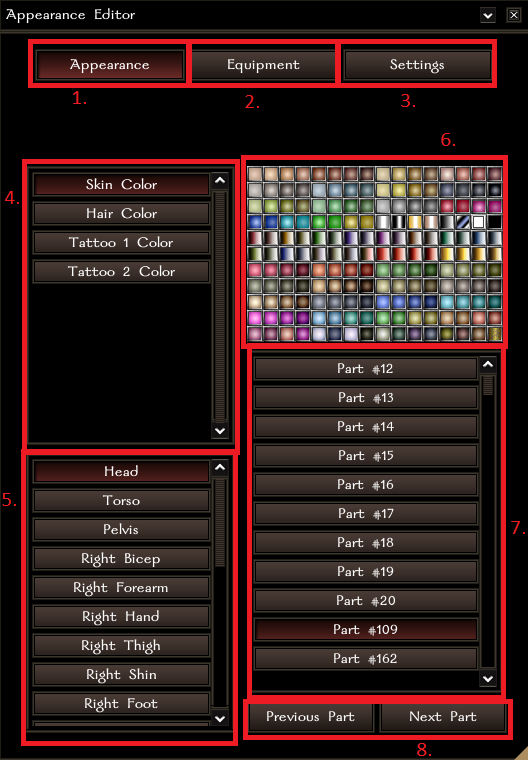 Appearance Editor
Appearance
Equipment
Settings
1.
2.
3.
6.
4.
Skin Color
Hair Color
Tattoo 1 Color
Tattoo 2 Color
5.
Head
Torso
Pelvis
Right Bicep
Right Forearm
Right Hand
Right Thigh
Right Shin
Right Foot
Part #12
Part #13
Part #14
Part #15
Part #16
Part #17
Part #18
Part #19
Part #20
Part #109
Part #162
7.
Previous Part
Next Part
8.